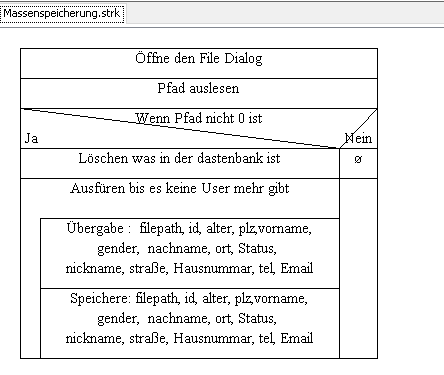 Massenspeicherung.strk
Öffne den File Dialog
Pfad auslesen
Wenn Pfad nicht 0 ist
Ja
Nein
Löschen was in der dastenbank ist
ø
Ausfüren bis es keine User mehr gibt
Übergabe : filepath, id, alter, plz,vorname,
gender, nachname, ort, Status,
nickname, straße, Hausnummar, tel, Email
Speichere: filepath, id, alter, plz,vorname,
gender, nachname, ort, Status,
nickname, straße, Hausnummar, tel, Email